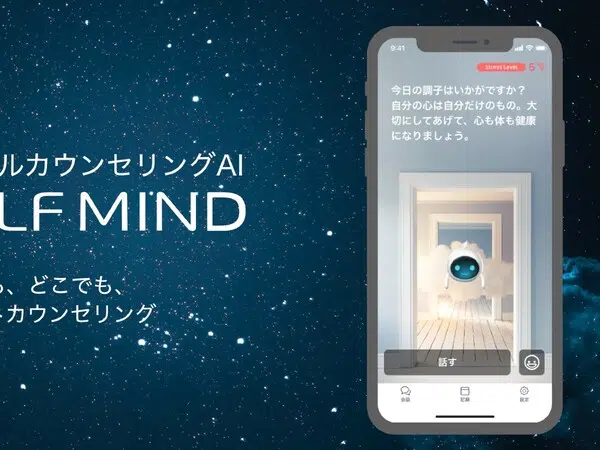 ルカウンセリングAI
LF MIND
、どこでも、
カウンセリング
9:41
Stress Level
今日の調子はいかがですか?
自分の心は自分だけのもの。大
切にしてあげて、心も体も健康
になりましょう。
話す
会話
記録
設定